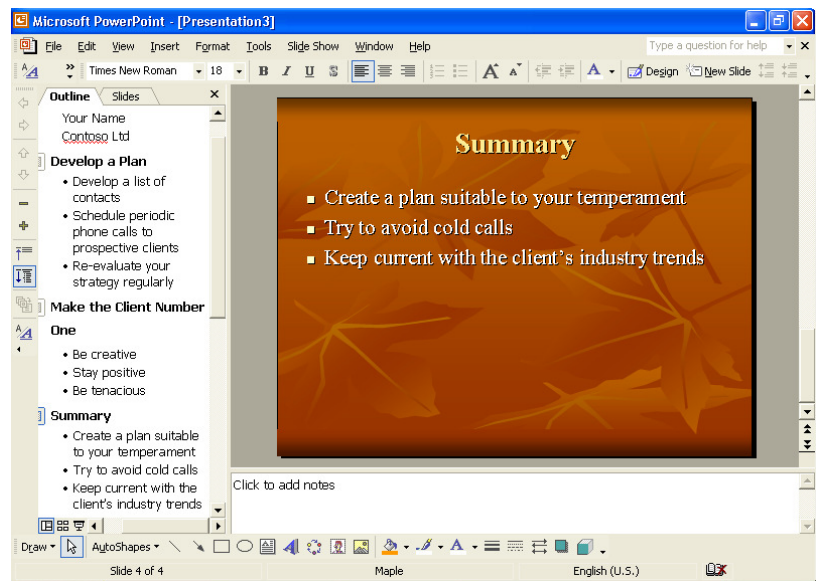 Microsoft PowerPoint - [Presentation3]
File Edit View Insert Format Tools Slide Show Window Help
Type a question for help
Times New Roman 18 B I U S A A A Design New Slide
Outline Slides
Your Name
Contoso Ltd
Develop a Plan
• Develop a list of
contacts
• Schedule periodic
phone calls to
prospective clients
• Re-evaluate your
strategy regularly
Make the Client Number
One
• Be creative
• Stay positive
• Be tenacious
Summary
• Create a plan suitable
to your temperament
• Try to avoid cold calls
• Keep current with the
client's industry trends
Summary
Create a plan suitable to your temperament
Try to avoid cold calls
Keep current with the client's industry trends
Click to add notes
Draw AutoShapes A A
Slide 4 of 4 Maple English (U.S.)